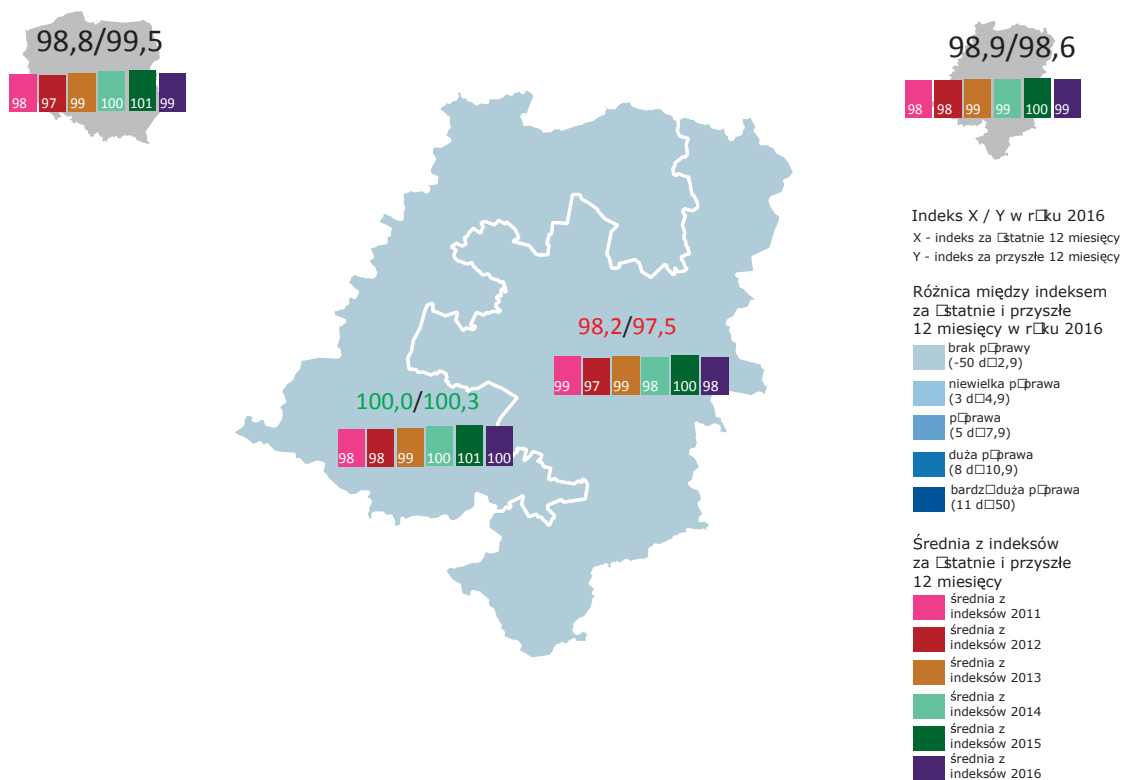 98,8/99,5
98 97 99 100 101 99
98,9/98,6
98 98 99 99 100 99
98,2/97,5
99 97 99 98 100 98
100,0/100,3
98 98 99 100 101 100
Indeks X / Y w r□ku 2016
X - indeks za □statnie 12 miesięcy
Y - indeks za przyszłe 12 miesięcy
Różnica między indeksem
za □statnie i przyszłe
12 miesięcy w r□ku 2016
brak p□prawy
(-50 d□2,9)
niewielka p□prawa
(3 d□4,9)
p□prawa
(5 d□7,9)
duża p□prawa
(8 d□10,9)
bardz□duża p□prawa
(11 d□50)
Średnia z indeksów
za □statnie i przyszłe
12 miesięcy
średnia z
indeksów 2011
średnia z
indeksów 2012
średnia z
indeksów 2013
średnia z
indeksów 2014
średnia z
indeksów 2015
średnia z
indeksów 2016